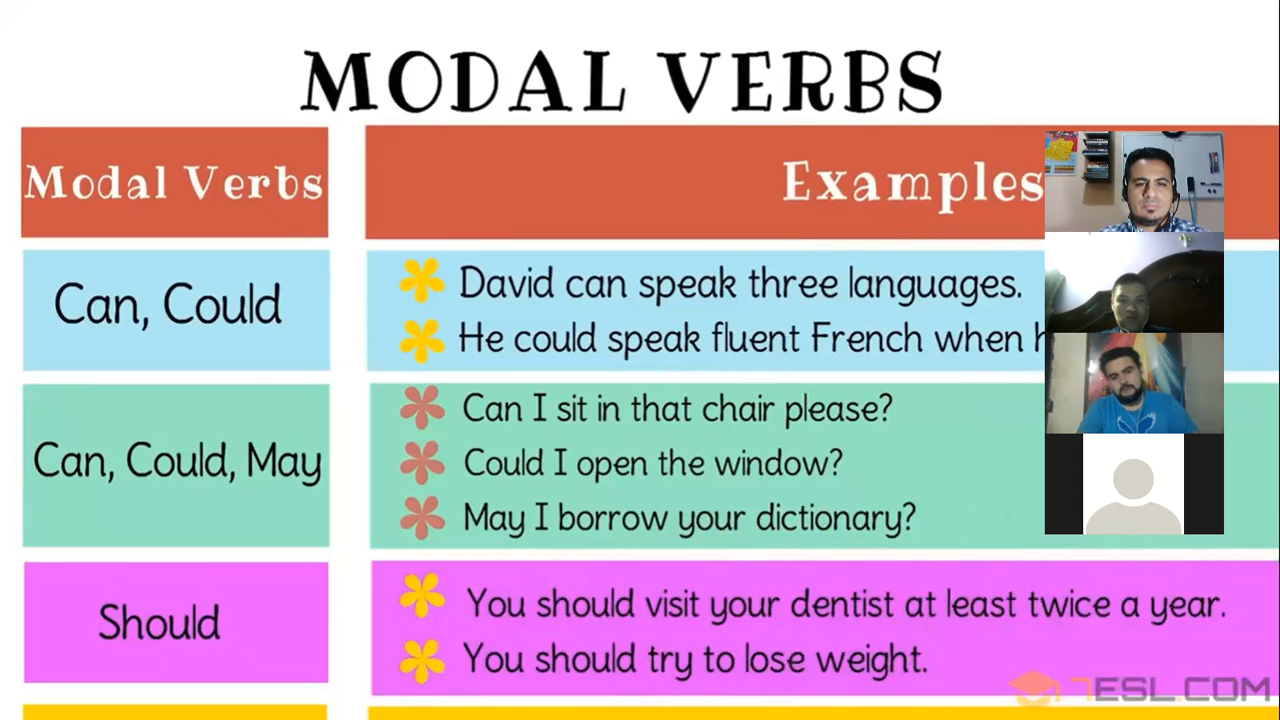 MODAL VERBS
Modal Verbs
Examples
Can, Could
David can speak three languages.
He could speak fluent French when
Can, Could, May
Can I sit in that chair please?
Could I open the window?
May I borrow your dictionary?
Should
You should visit your dentist at least twice a year.
You should try to lose weight.
7ESL.COM